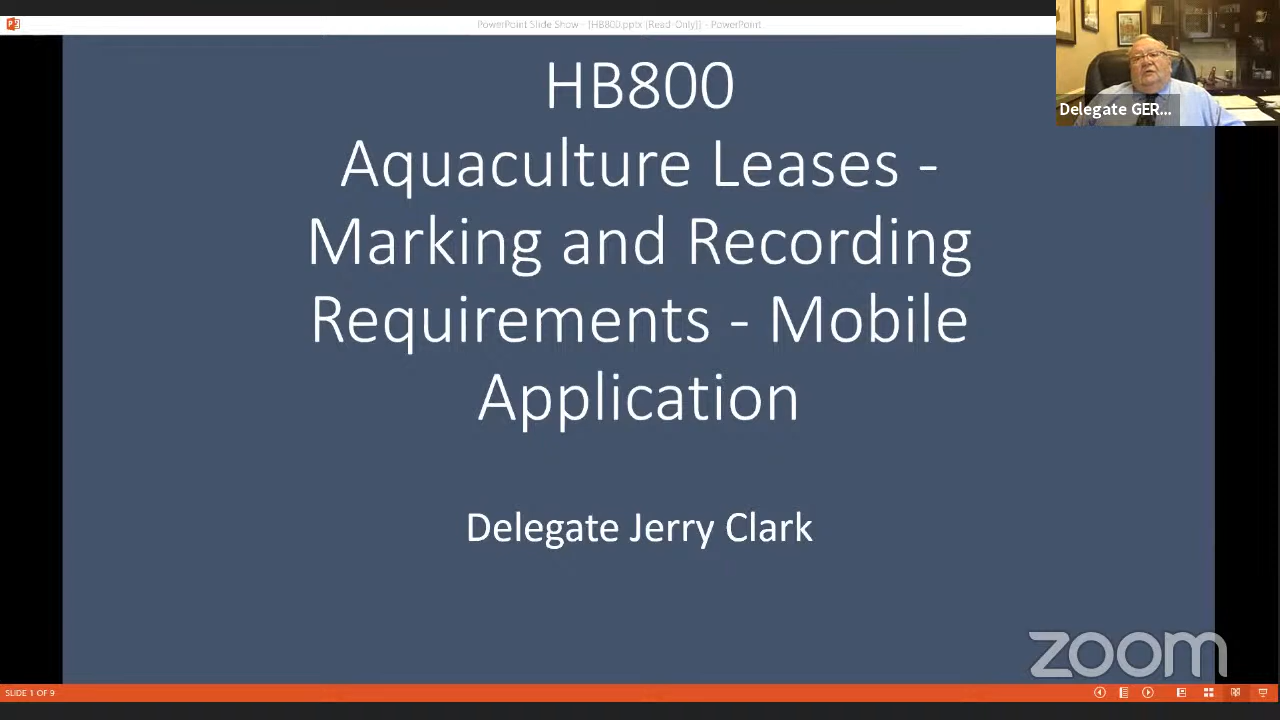 PowerPoint Slide Show - [HB800.pptx [Read-Only]] - PowerPoint
HB800
Aquaculture Leases -
Marking and Recording
Requirements - Mobile
Application
Delegate Jerry Clark
Delegate GER...
zoom
SLIDE 1 OF 9